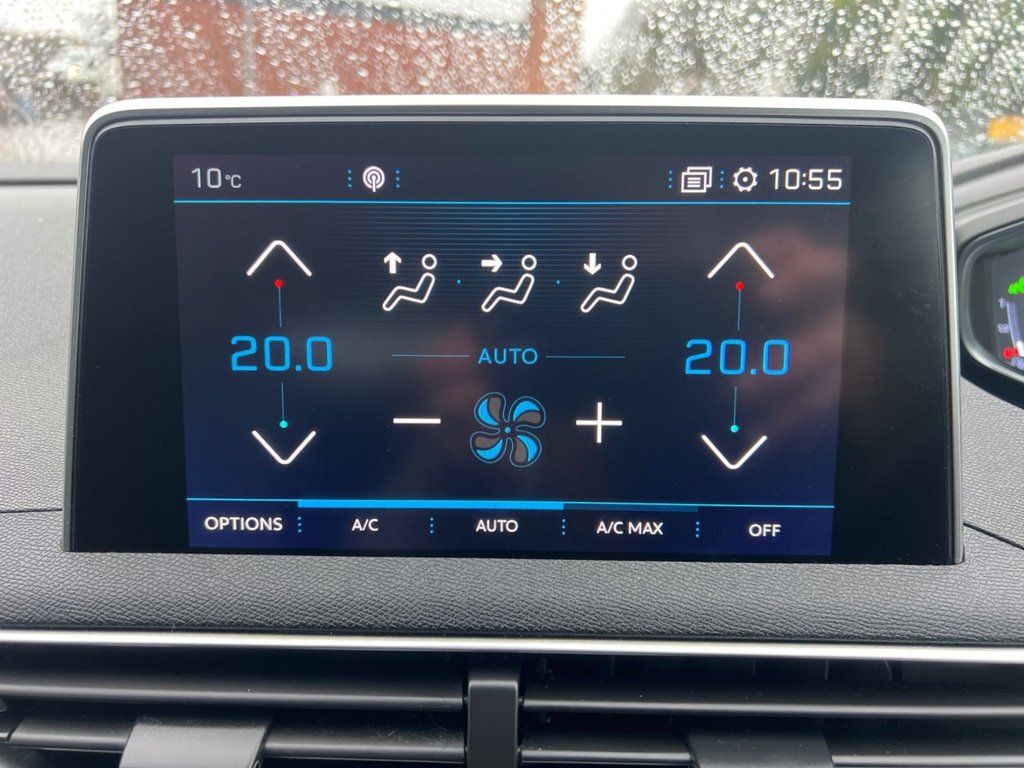 10°C 10:55
20.0 AUTO 20.0
OPTIONS A/C AUTO A/C MAX OFF